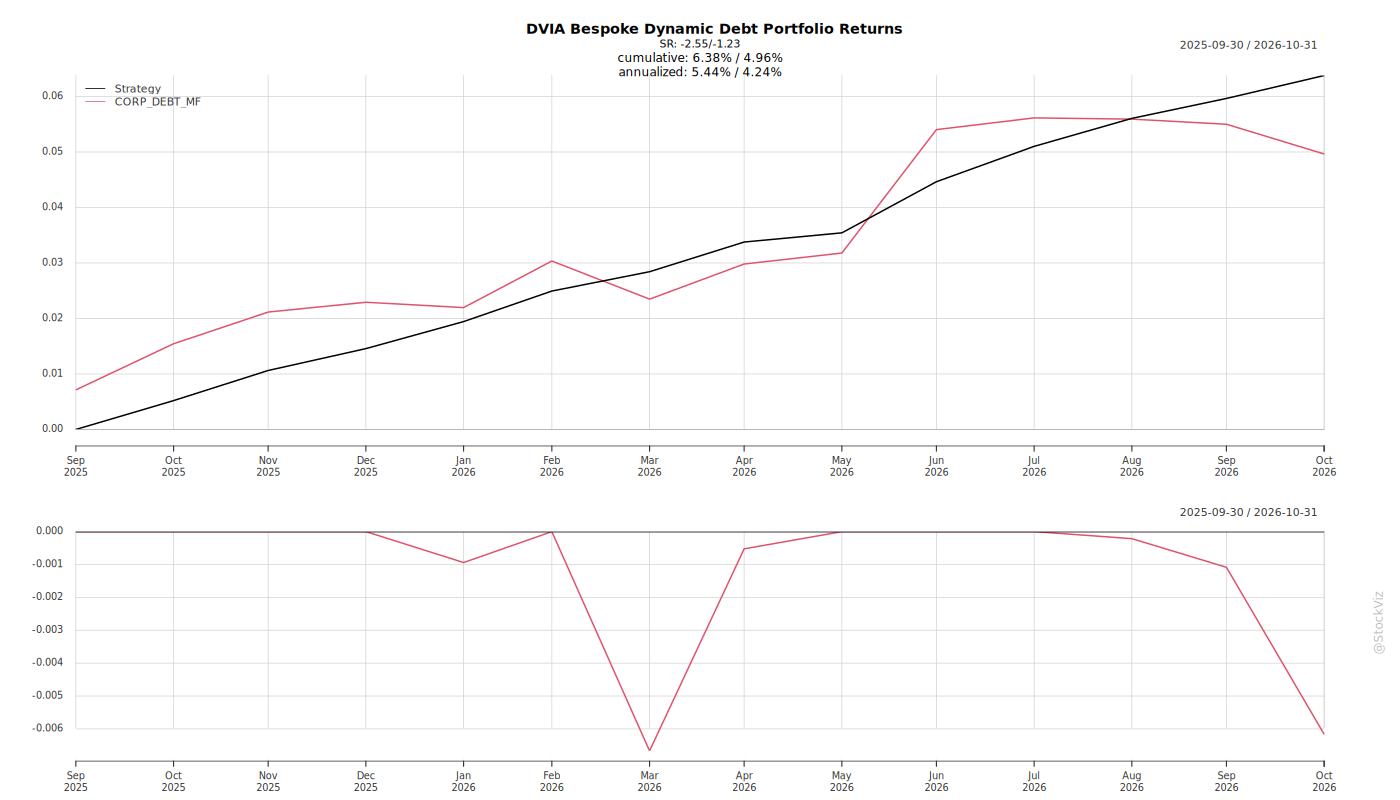 DVIA Bespoke Dynamic Debt Portfolio Returns
SR: -2.55/-1.23
cumulative: 6.38% / 4.96%
annualized: 5.44% / 4.24%
2025-09-30 / 2026-10-31
Strategy
CORP_DEBT_MF
0.06
0.05
0.04
0.03
0.02
0.01
0.00
Sep Oct Nov Dec Jan Feb Mar Apr May Jun Jul Aug Sep Oct
2025 2025 2025 2025 2026 2026 2026 2026 2026 2026 2026 2026 2026 2026
2025-09-30 / 2026-10-31
0.000
-0.001
-0.002
-0.003
-0.004
-0.005
-0.006
Sep Oct Nov Dec Jan Feb Mar Apr May Jun Jul Aug Sep Oct
2025 2025 2025 2025 2026 2026 2026 2026 2026 2026 2026 2026 2026 2026
@StockViz